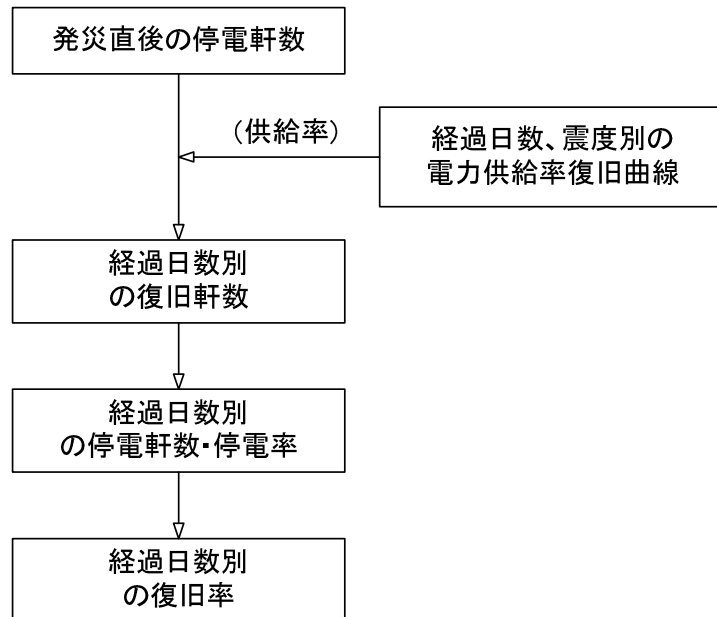 発災直後の停電軒数
（供給率）
経過日数、震度別の
電力供給率復旧曲線
経過日数別
の復旧軒数
経過日数別
の停電軒数・停電率
経過日数別
の復旧率